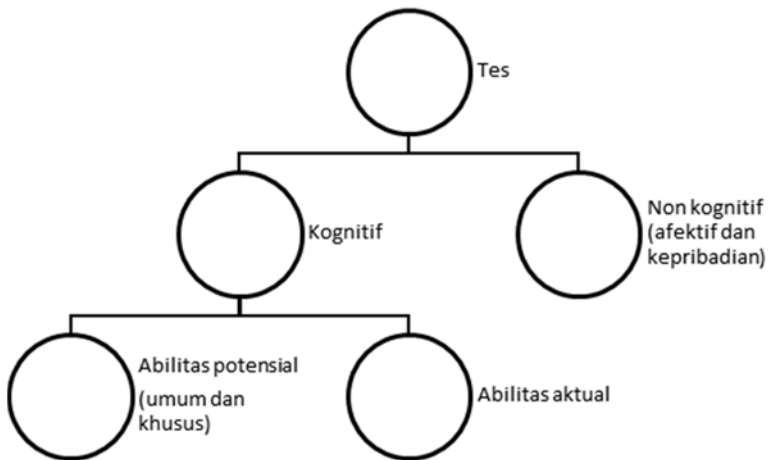 Tes
Kognitif
Non kognitif
(afektif dan
kepribadian)
Abilitas potensial
(umum dan
khusus)
Abilitas aktual